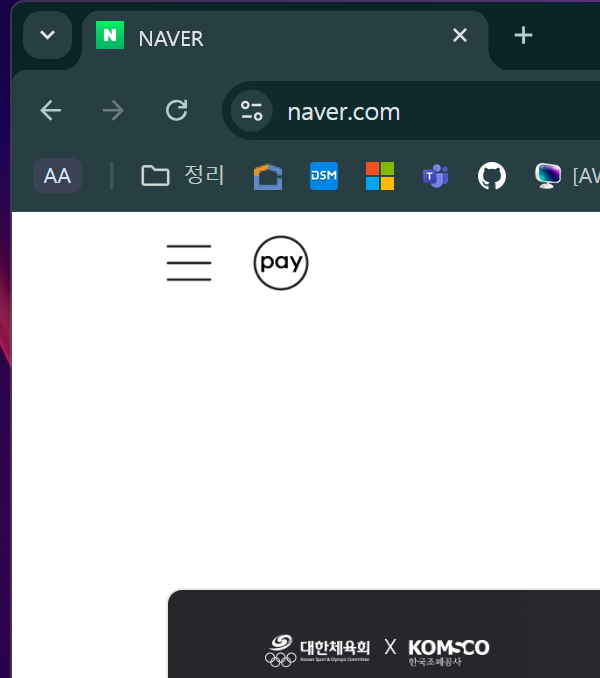 N NAVER
naver.com
AA 정리 DSM T [AV
pay
대한체육회 X KOMSCO
Korean Sport & Olympic Committee 한국조폐공사